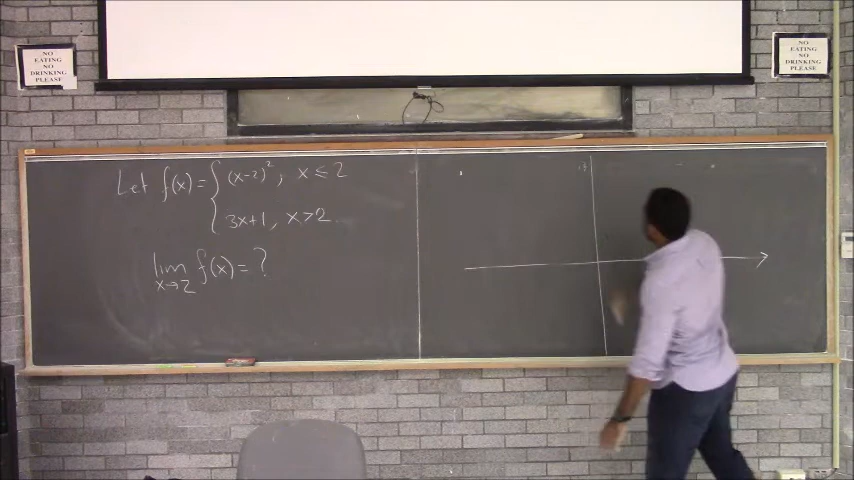 NO
EATING
NO
DRINKING
PLEASE
NO
EATING
NO
DRINKING
PLEASE
Let f(x) = { (x-2)², x ≤ 2
3x+1, x>2.
lim f(x) = ?
x→2